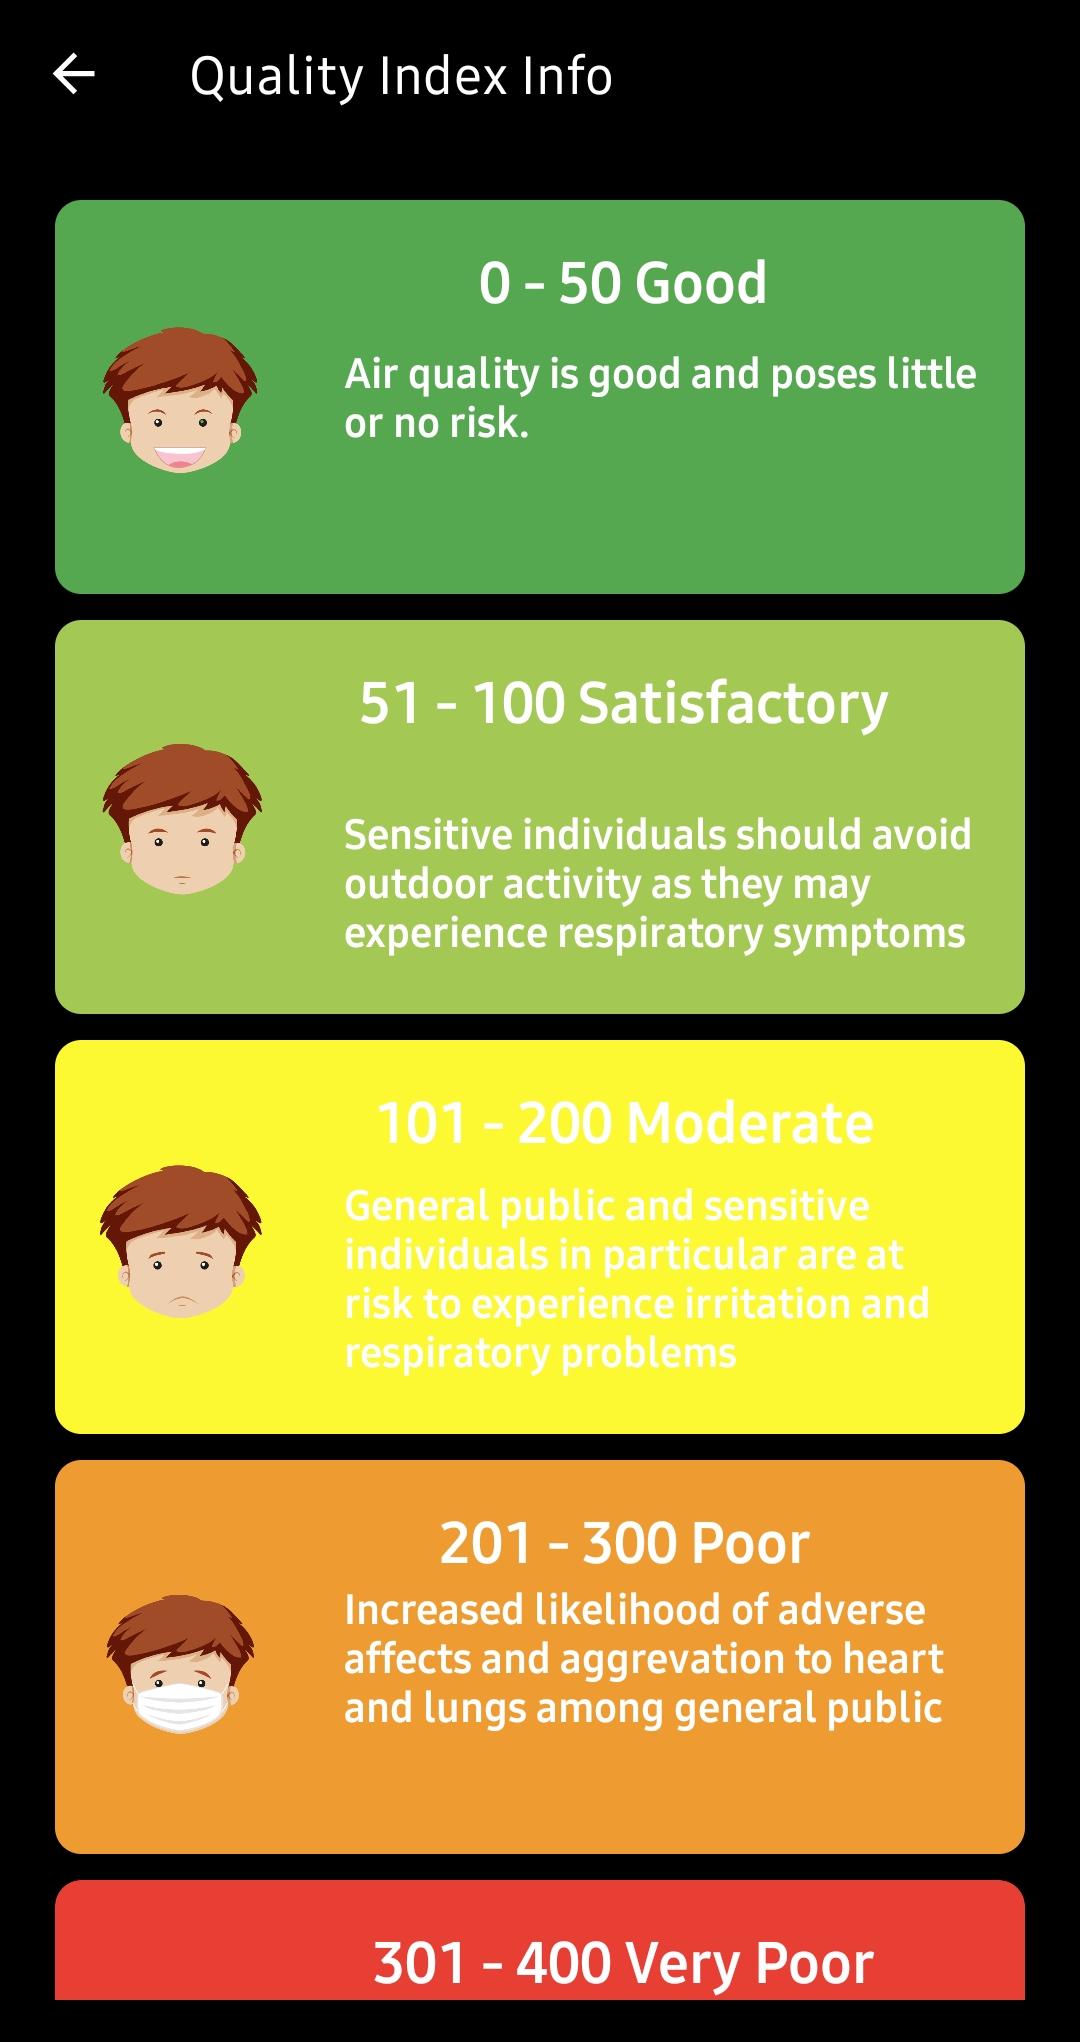 Quality Index Info
0 - 50 Good
Air quality is good and poses little
or no risk.
51 - 100 Satisfactory
Sensitive individuals should avoid
outdoor activity as they may
experience respiratory symptoms
101 - 200 Moderate
General public and sensitive
individuals in particular are at
risk to experience irritation and
respiratory problems
201 - 300 Poor
Increased likelihood of adverse
affects and aggrevation to heart
and lungs among general public
301 - 400 Very Poor